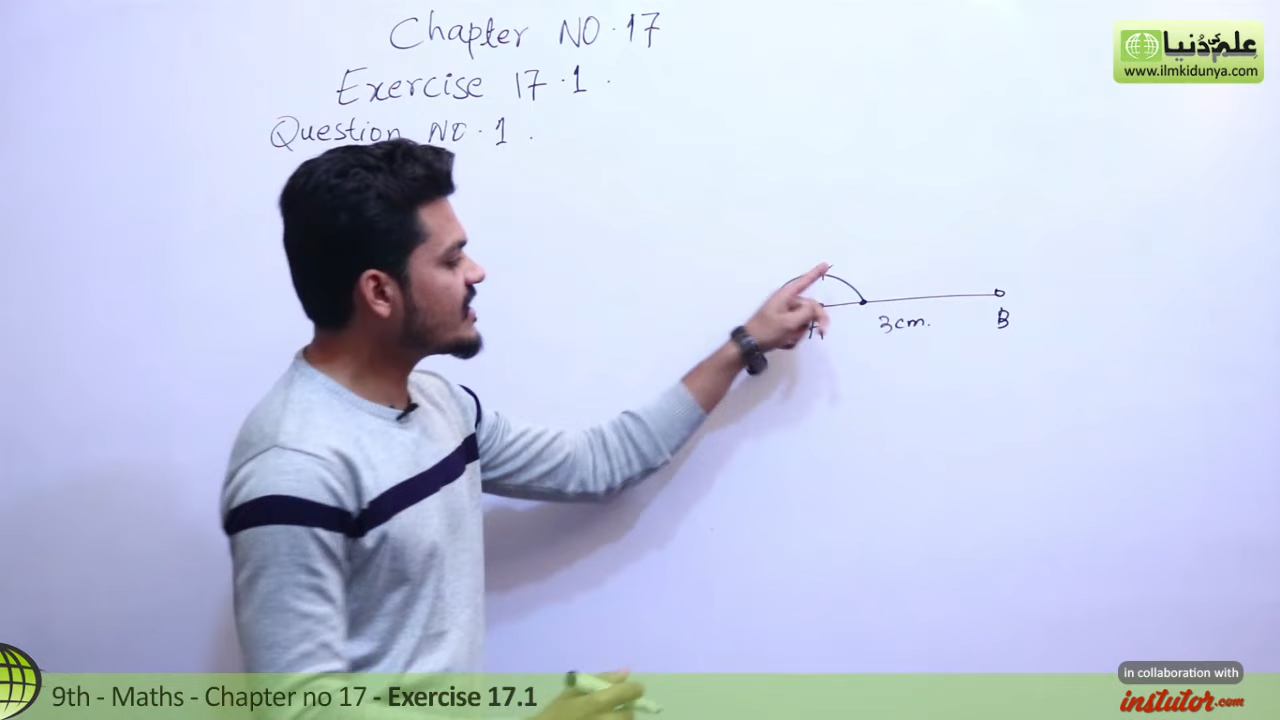 Chapter NO. 17
Exercise 17.1.
Question NO. 1.
علم کی دُنیا
www.ilmkidunya.com
A
3cm.
B
in collaboration with
instutor.com
9th - Maths - Chapter no 17 - Exercise 17.1